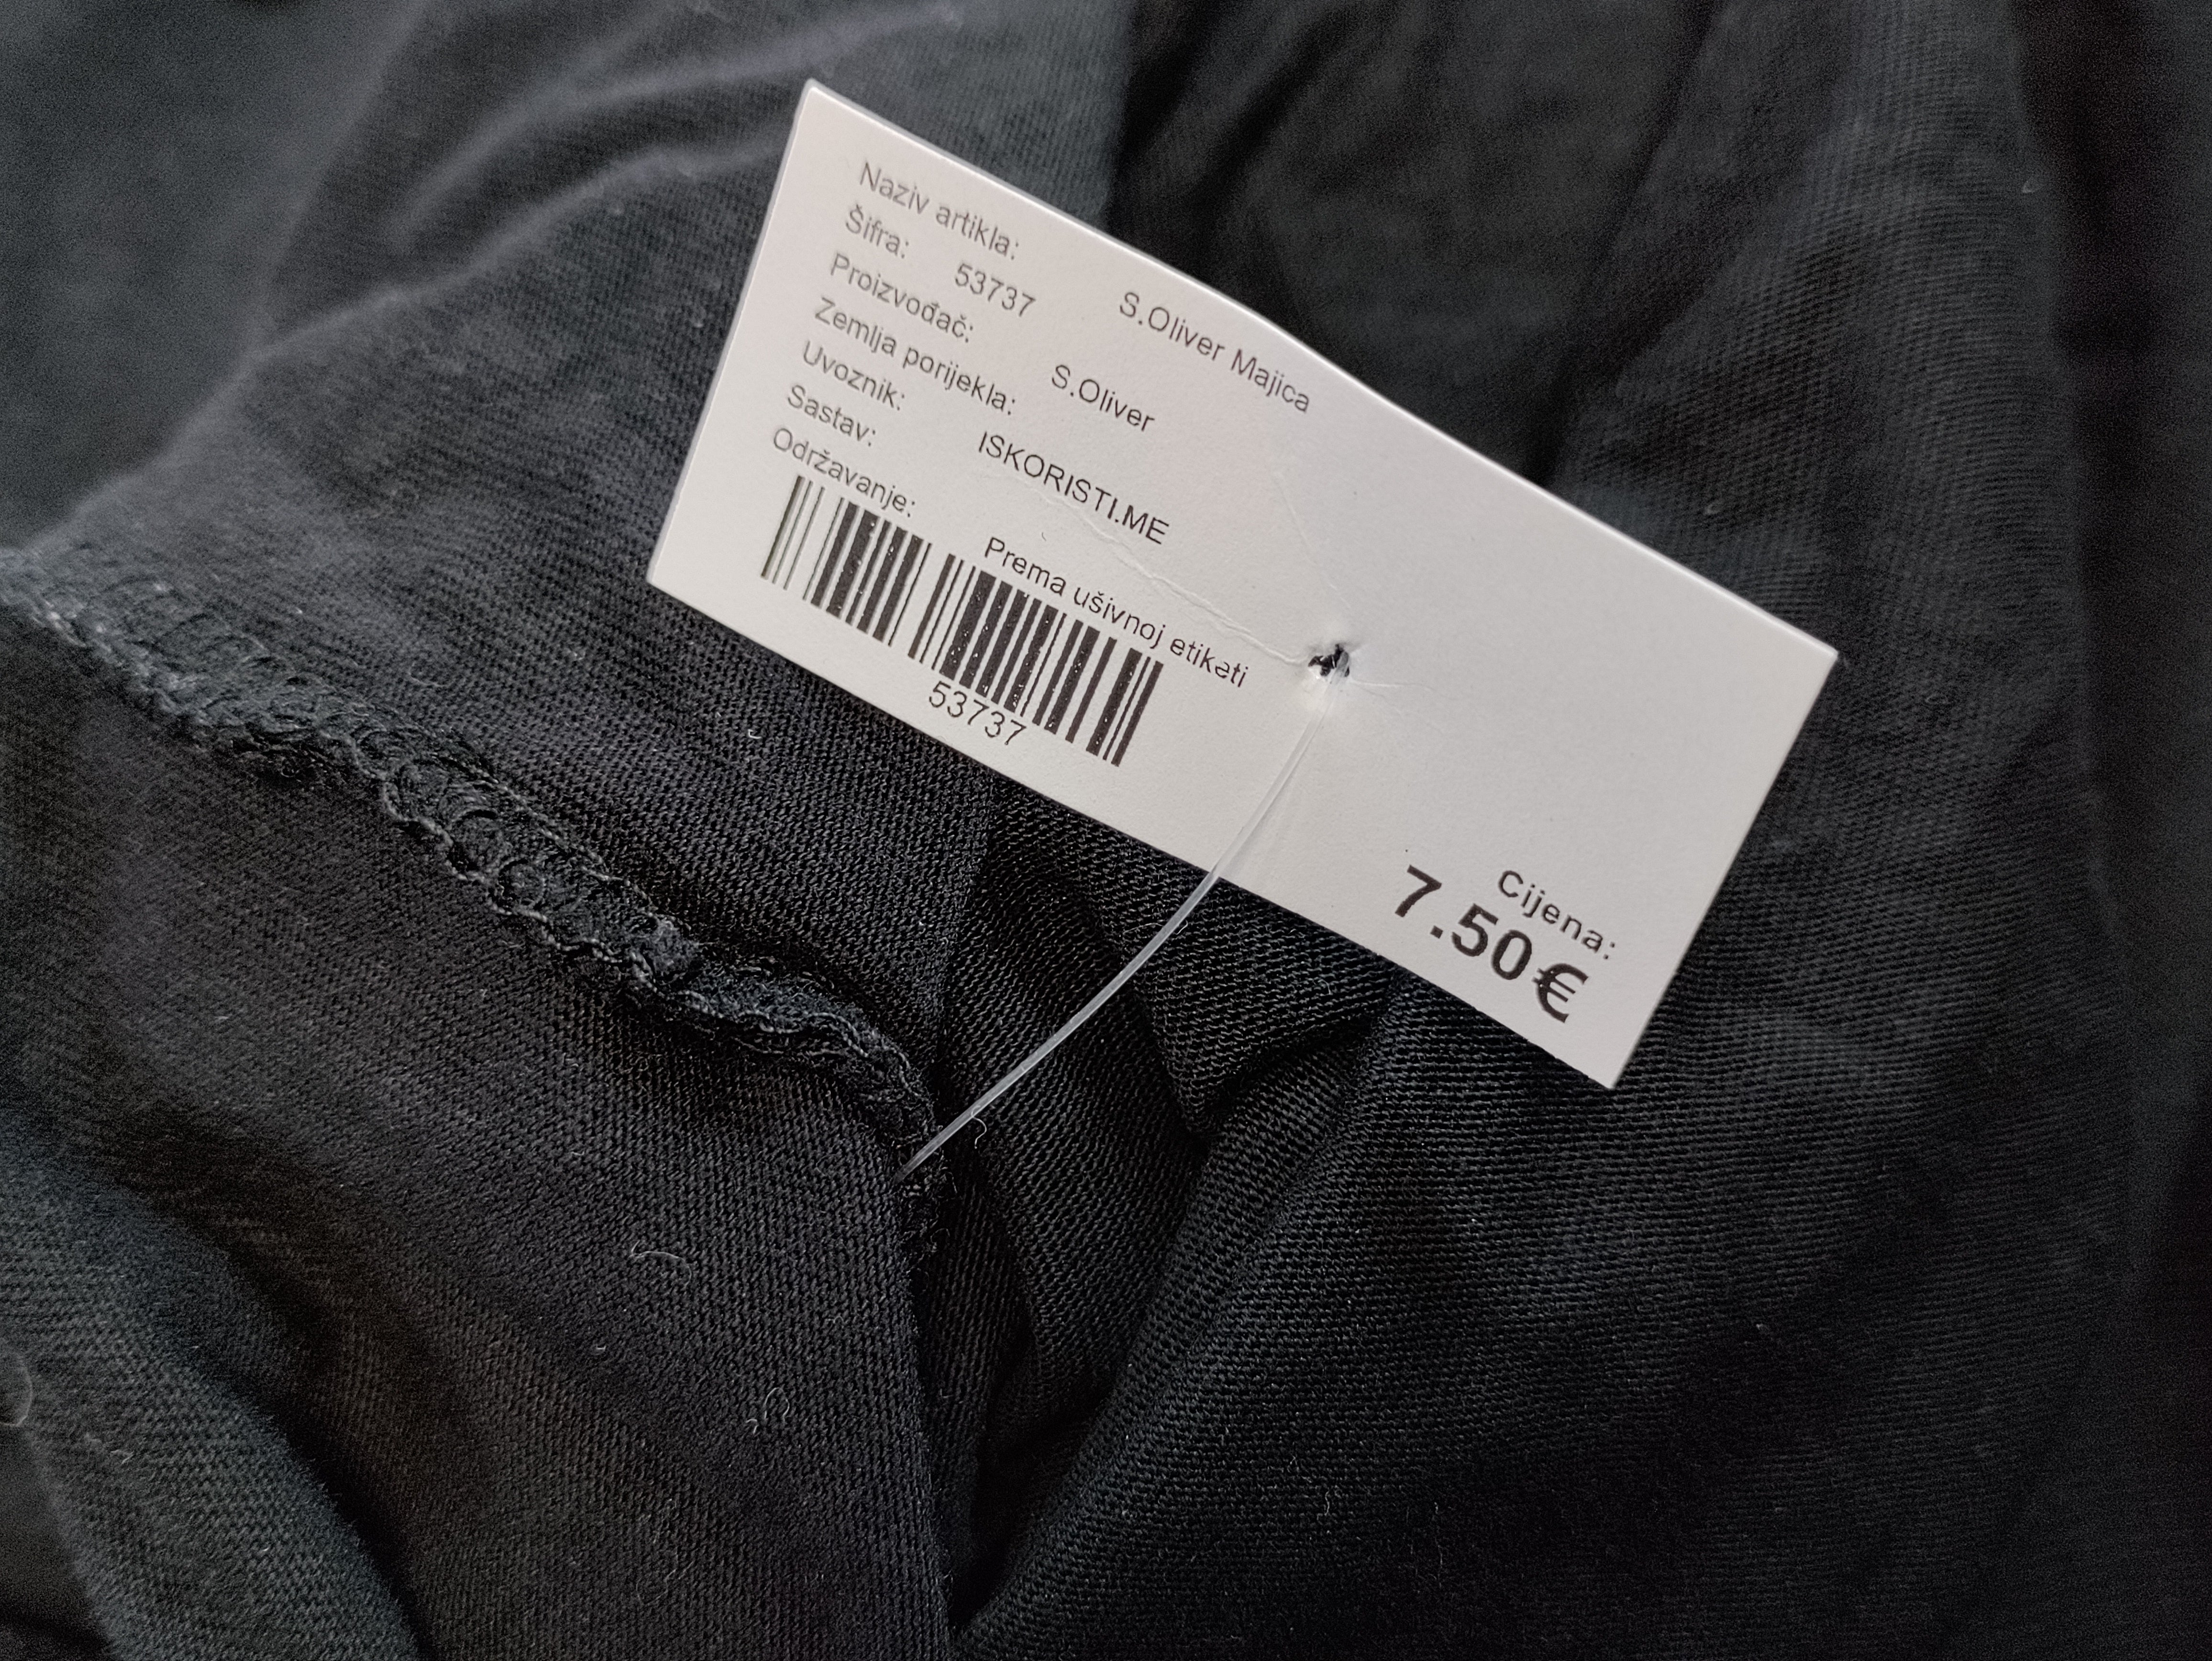 Naziv artikla: S.Oliver Majica
Šifra: 53737
Proizvođač: S.Oliver
Zemlja porijekla:
Uvoznik: ISKORISTI.ME
Sastav:
Održavanje: Prema ušivnoj etiketi
53737
Cijena:
7.50€